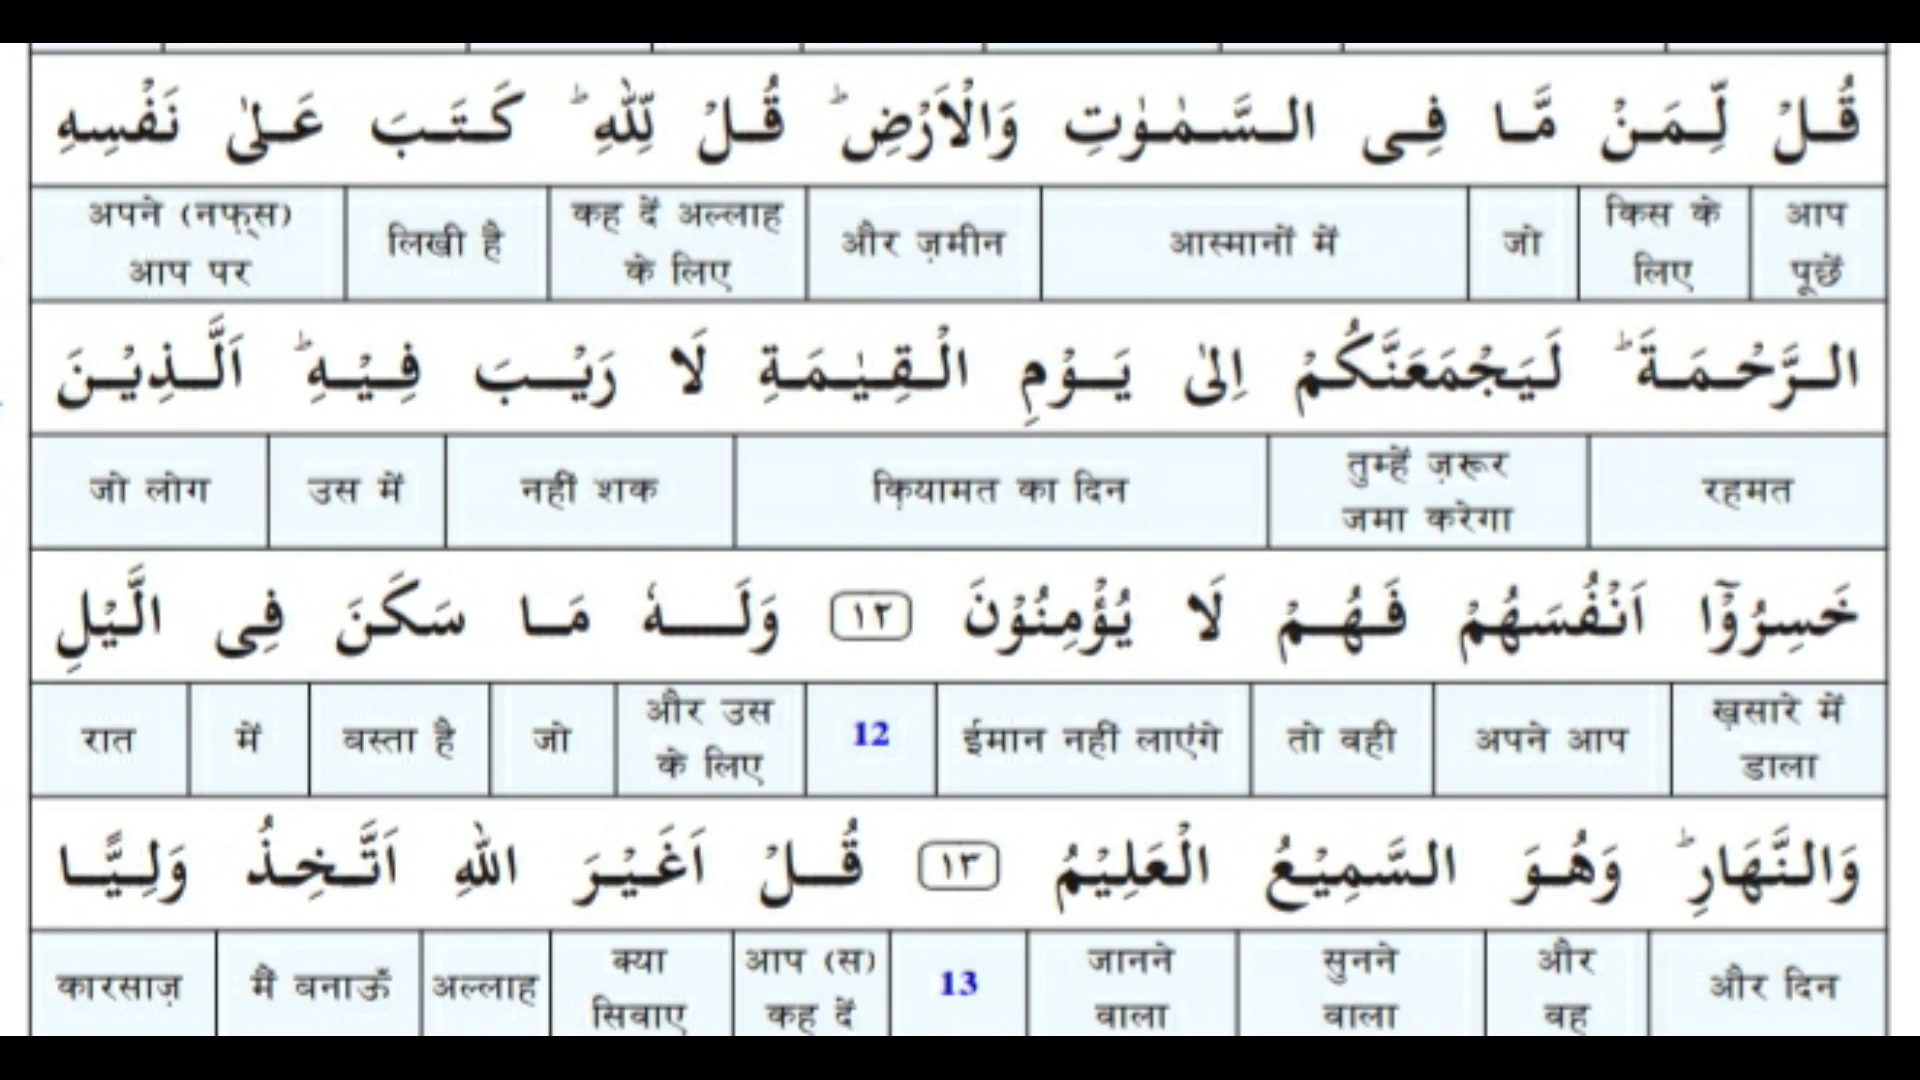 قُلْ لِّمَنْ مَّا فِى السَّمٰوٰتِ وَالْاَرْضِ ؕ قُلْ لِّلّٰهِ ؕ كَتَبَ عَلٰى نَفْسِهِ
आप पूछें किस के लिए जो आस्मानों में और ज़मीन कह दें अल्लाह के लिए लिखी है अपने (नफ़्स) आप पर
الرَّحْمَةَ ؕ لَيَجْمَعَنَّكُمْ اِلٰى يَوْمِ الْقِيٰمَةِ لَا رَيْبَ فِيْهِ ؕ اَلَّذِيْنَ
रहमत तुम्हें ज़रूर जमा करेगा क़ियामत का दिन नहीं शक उस में जो लोग
خَسِرُوْۤا اَنْفُسَهُمْ فَهُمْ لَا يُؤْمِنُوْنَ ١٢ وَلَهٗ مَا سَكَنَ فِى الَّيْلِ
ख़सारे में डाला अपने आप तो वही ईमान नहीं लाएंगे 12 और उस के लिए जो बस्ता है में रात
وَالنَّهَارِ ؕ وَهُوَ السَّمِيْعُ الْعَلِيْمُ ١٣ قُلْ اَغَيْرَ اللّٰهِ اَتَّخِذُ وَلِيًّا
और दिन और वह सुनने वाला जानने वाला 13 आप (स) कह दें क्या सिवाए अल्लाह मैं बनाऊँ कारसाज़